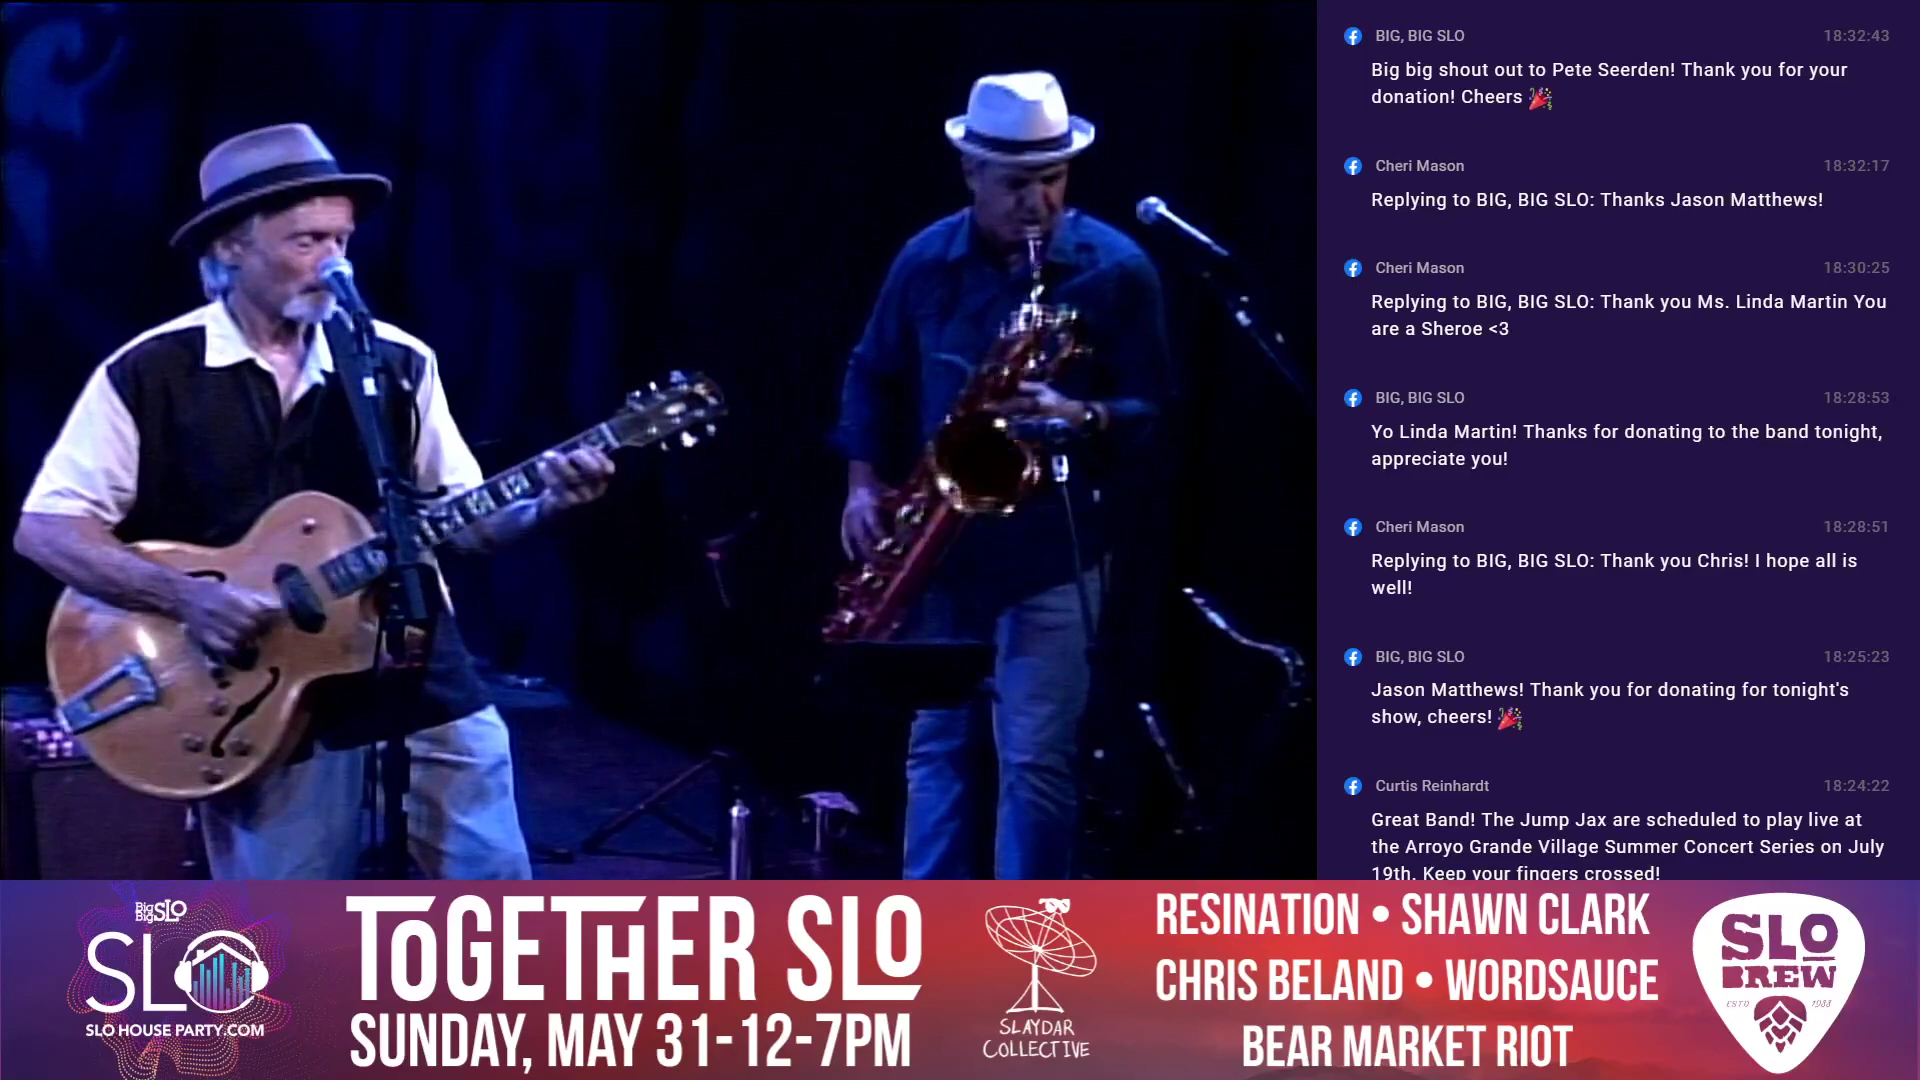 BIG, BIG SLO 18:32:43
Big big shout out to Pete Seerden! Thank you for your
donation! Cheers 🎉
Cheri Mason 18:32:17
Replying to BIG, BIG SLO: Thanks Jason Matthews!
Cheri Mason 18:30:25
Replying to BIG, BIG SLO: Thank you Ms. Linda Martin You
are a Sheroe <3
BIG, BIG SLO 18:28:53
Yo Linda Martin! Thanks for donating to the band tonight,
appreciate you!
Cheri Mason 18:28:51
Replying to BIG, BIG SLO: Thank you Chris! I hope all is
well!
BIG, BIG SLO 18:25:23
Jason Matthews! Thank you for donating for tonight's
show, cheers! 🎉
Curtis Reinhardt 18:24:22
Great Band! The Jump Jax are scheduled to play live at
the Arroyo Grande Village Summer Concert Series on July
19th. Keep your fingers crossed!
Big Big SLO
SLO
SLO HOUSE PARTY.COM
TOGETHER SLO
SUNDAY, MAY 31-12-7PM
SLAYDAR
COLLECTIVE
RESINATION • SHAWN CLARK
CHRIS BELAND • WORDSAUCE
BEAR MARKET RIOT
SLO
BREW
ESTD 1988